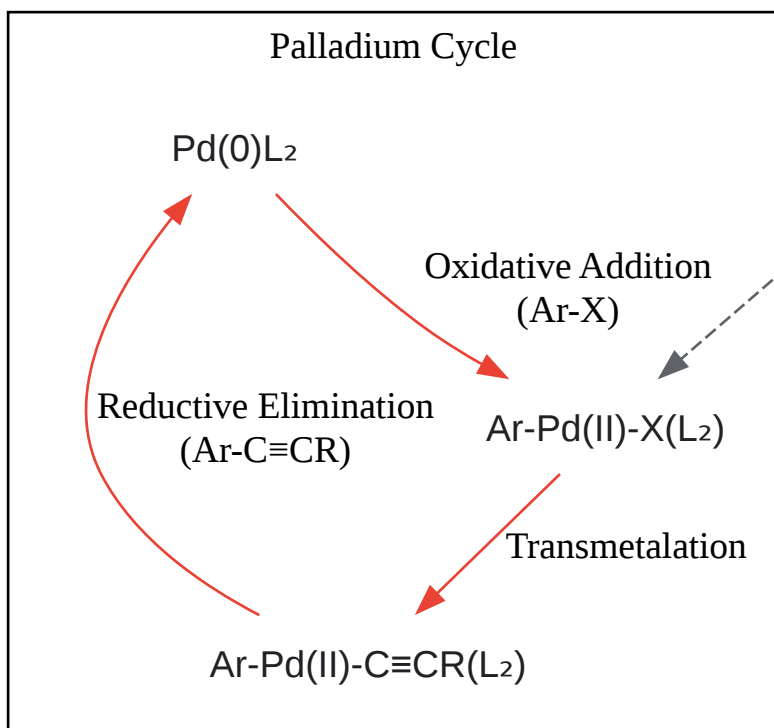 Palladium Cycle
Pd(0)L₂
Oxidative Addition
(Ar-X)
Reductive Elimination
(Ar-C≡CR)
Ar-Pd(II)-X(L₂)
Transmetalation
Ar-Pd(II)-C≡CR(L₂)